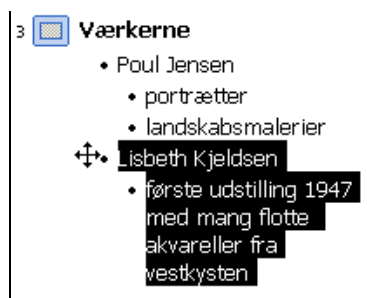 3 Værkerne
• Poul Jensen
• portrætter
• landskabsmalerier
• Lisbeth Kjeldsen
• første udstilling 1947
med mang flotte
akvareller fra
vestkysten